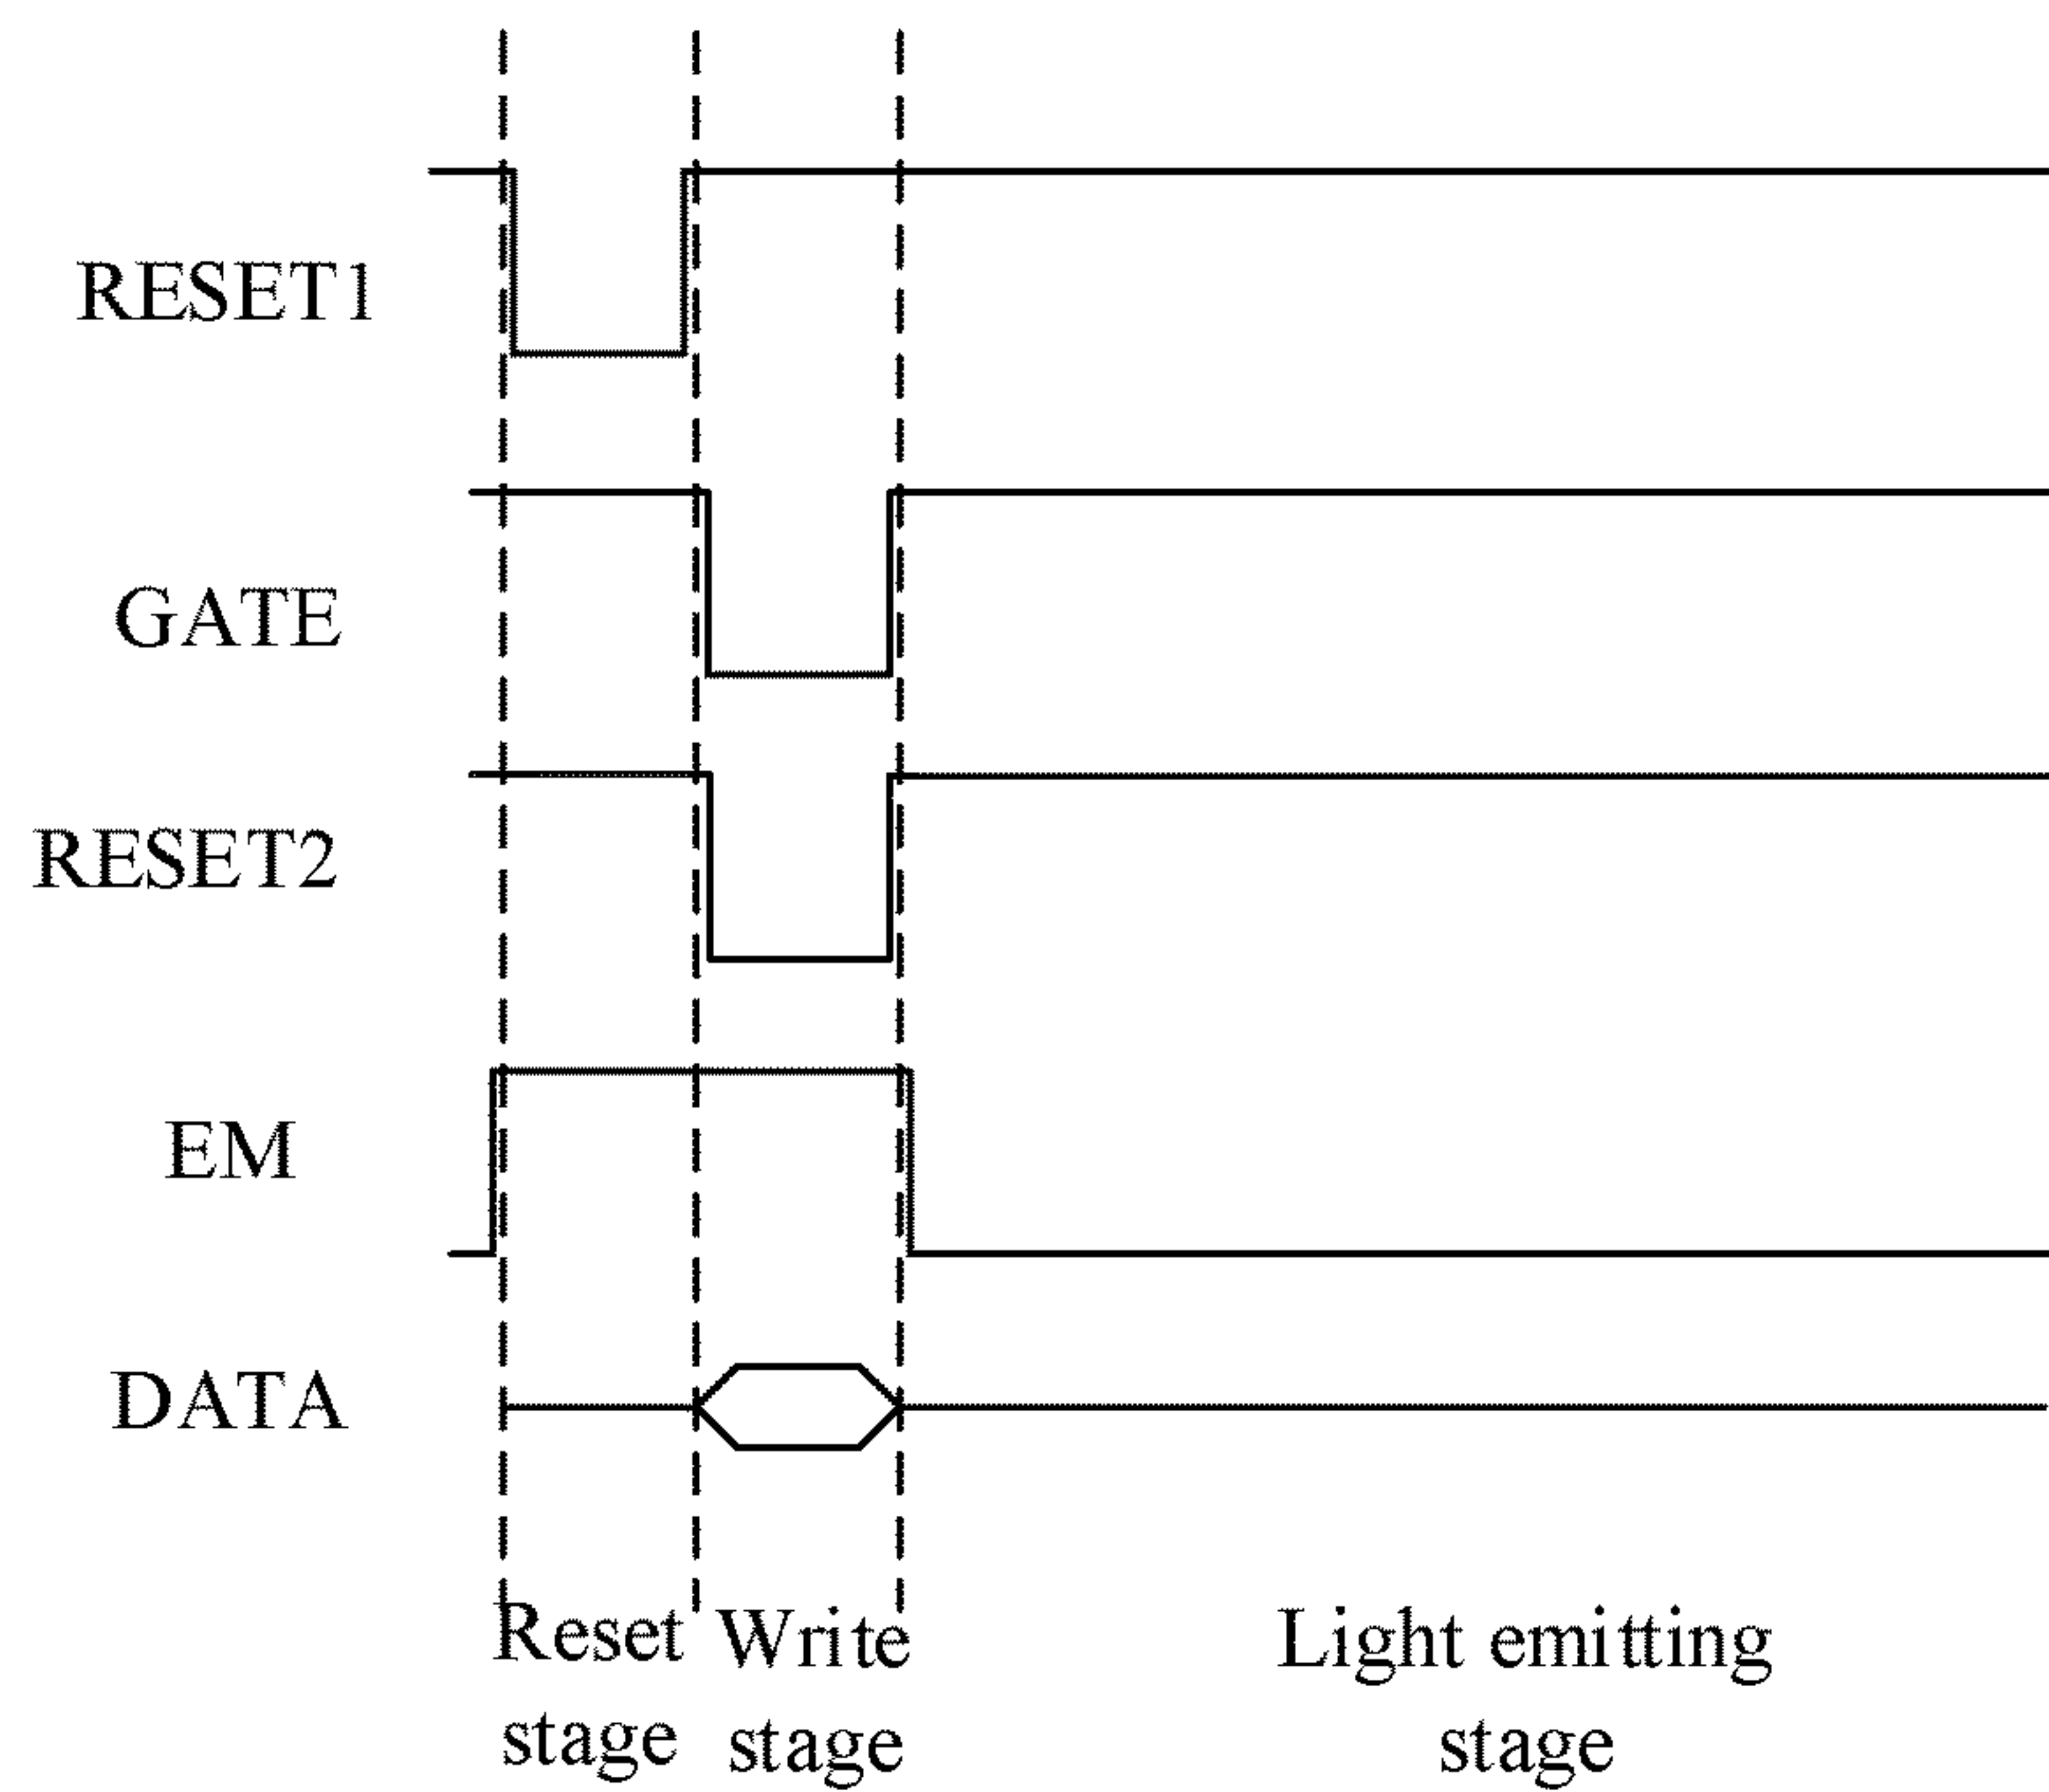 RESET1
GATE
RESET2
EM
DATA
Reset stage
Write stage
Light emitting stage